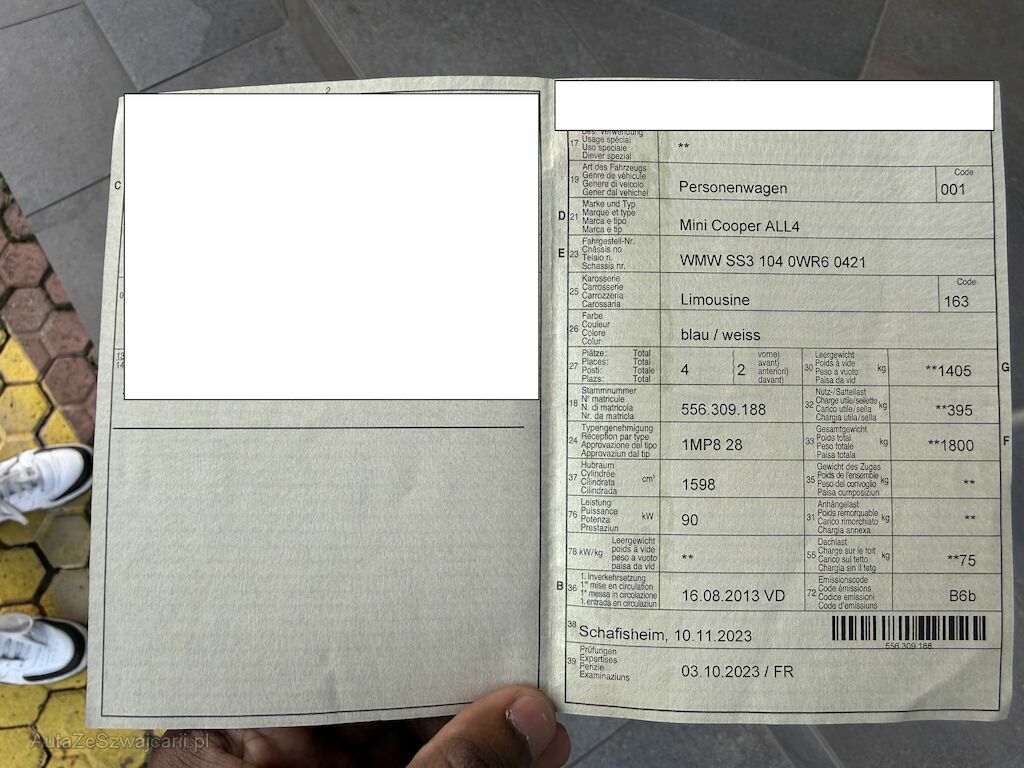 2
C
13
14
17 Bes. Verwendung
Usage spécial
Uso speciale
Diever spezial
**
19 Art des Fahrzeugs
Genre de véhicule
Genere di veicolo
Gener dal vehichel
Personenwagen
Code
001
D 21 Marke und Typ
Marque et type
Marca e tipo
Marca e tip
Mini Cooper ALL4
E 23 Fahrgestell-Nr.
Châssis no
Telaio n.
Schassis nr.
WMW SS3 104 0WR6 0421
25 Karosserie
Carrosserie
Carrozzeria
Carossaria
Limousine
Code
163
26 Farbe
Couleur
Colore
Colur
blau / weiss
27 Plätze: Total
Places: Total
Posti: Totale
Plazs: Total
4
2
vorne)
avant)
anteriori)
davant)
30 Leergewicht
Poids à vide
Peso a vuoto
Paisa da vid
kg
**1405
G
18 Stammnummer
N° matricule
N. di matricola
Nr. da matricla
556.309.188
32 Nutz-/Sattellast
Charge utile/sellette
Carico utile/sella
Chargia utila/sella
kg
**395
24 Typengenehmigung
Réception par type
Approvazione del tipo
Approvaziun dal tip
1MP8 28
33 Gesamtgewicht
Poids total
Peso totale
Paisa totala
kg
**1800
F
37 Hubraum
Cylindrée
Cilindrata
Cilindrada
cm³
1598
35 Gewicht des Zuges
Poids de l'ensemble
Peso del convoglio
Paisa cumposiziun
kg
**
76 Leistung
Puissance
Potenza
Prestaziun
kW
90
31 Anhängelast
Poids remorquable
Carico rimorchiato
Chargia annexa
kg
**
78 kW/kg Leergewicht
poids à vide
peso a vuoto
paisa da vid
**
55 Dachlast
Charge sur le toit
Carico sul tetto
Chargia sin il tetg
kg
**75
B 36 1. Inverkehrsetzung
1re mise en circulation
1a messa in circolazione
1. entrada en circulaziun
16.08.2013 VD
72 Emissionscode
Code émissions
Codice emissioni
Code d'emissiuns
B6b
38
Schafisheim, 10.11.2023
556 309 188
39 Prüfungen
Expertises
Perizie
Examinaziuns
03.10.2023 / FR
AutaZeSzwajcarii.pl